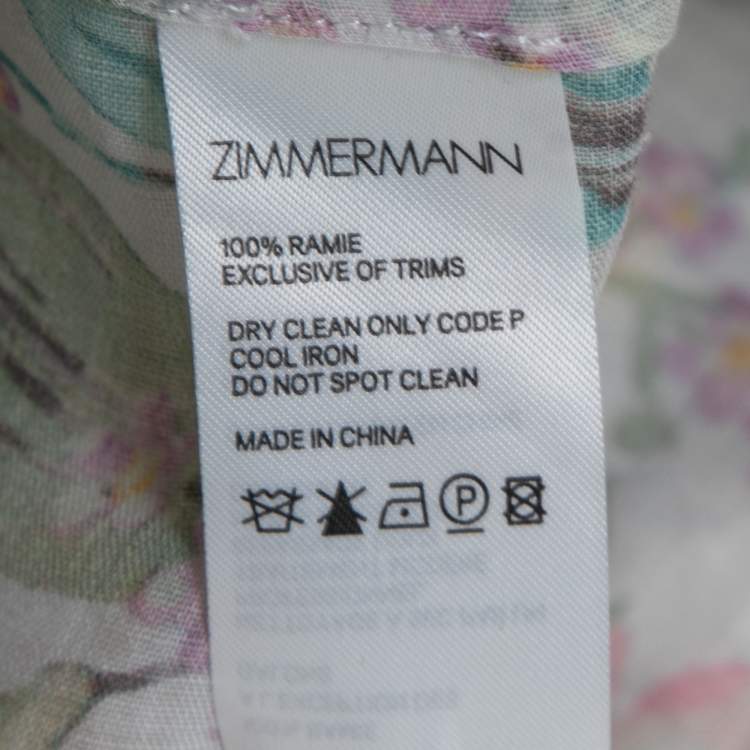 ZIMMERMANN
100% RAMIE
EXCLUSIVE OF TRIMS
DRY CLEAN ONLY CODE P
COOL IRON
DO NOT SPOT CLEAN
MADE IN CHINA
P